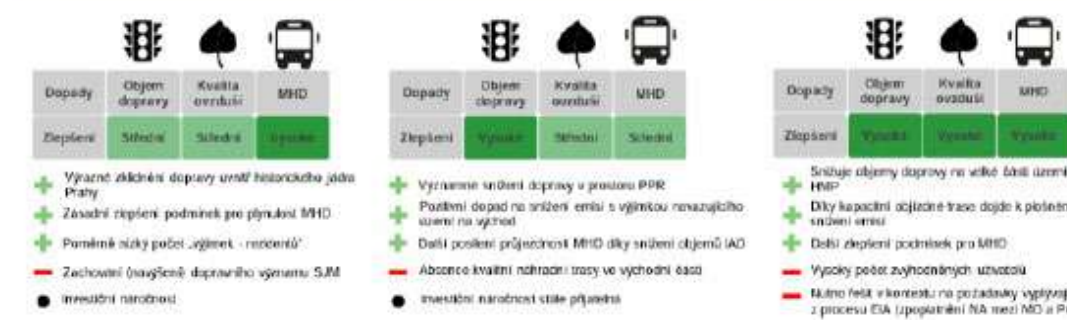 Dopady Objem dopravy Kvalita ovzduší MHD
Zlepšení Střední Střední Vysoké
Výrazné zklidnění dopravy uvnitř historického jádra
Prahy
Zásadní zlepšení podmínek pro plynulost MHD
Poměrně nízký počet „výjimek - rezidentů"
Zachování (navýšení) dopravního významu SJM
Investiční náročnost
Dopady Objem dopravy Kvalita ovzduší MHD
Zlepšení Vysoké Střední Střední
Významné snížení dopravy v prostoru PPR
Pozitivní dopad na snížení emisí s výjimkou navazujícího
území na východ
Další posílení průjezdnosti MHD díky snížení objemů IAD
Absence kvalitní náhradní trasy ve východní části
Investiční náročnost stále přijatelná
Dopady Objem dopravy Kvalita ovzduší MHD
Zlepšení Vysoké Vysoké Vysoké
Snižuje objemy dopravy na velké části území
HMP
Díky kapacitní objízdné trase dojde k plošném
snížení emisí
Další zlepšení podmínek pro MHD
Vysoký počet zvýhodněných uživatelů
Nutno řešit v kontextu na požadavky vyplývaj
z procesu EIA (zpoplatnění NA mezi MO a P